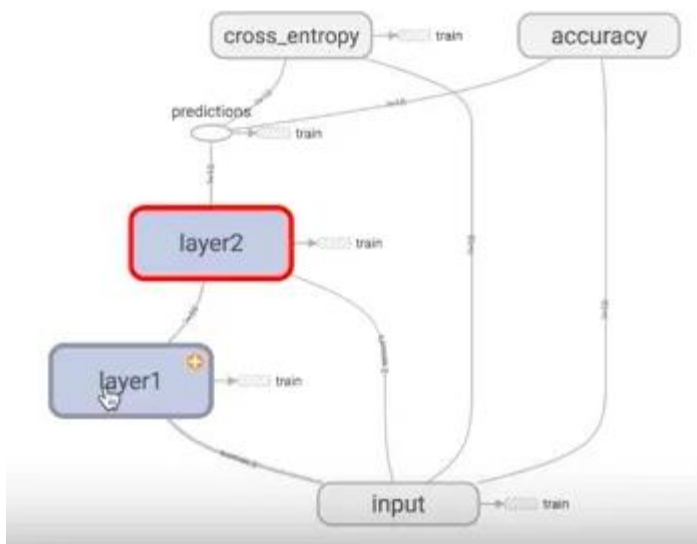 cross_entropy
train
accuracy
predictions
train
layer2
train
layer1
train
input
train